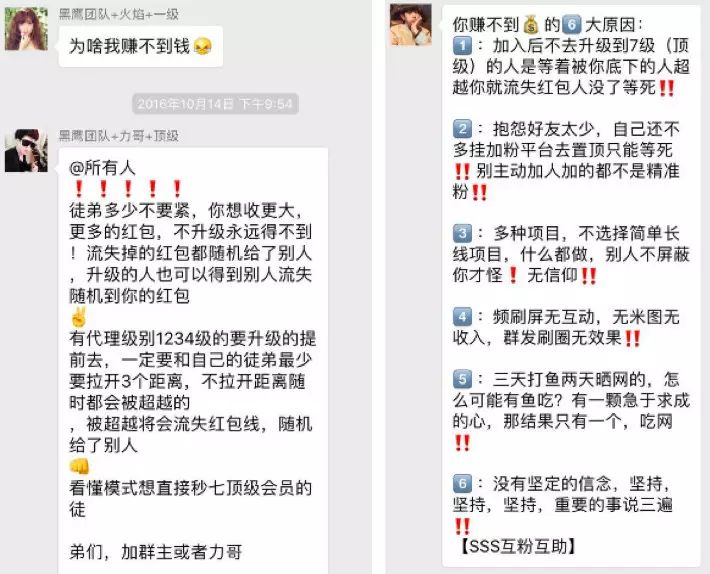 黑鹰团队+火焰+一级
为啥我赚不到钱
2016年10月14日 下午9:54
黑鹰团队+力哥+顶级
@所有人
❗❗❗❗❗
徒弟多少不要紧，你想收更大，
更多的红包，不升级永远得不到
！流失掉的红包都随机给了别人
，升级的人也可以得到别人流失
随机到你的红包
✌
有代理级别1234级的要升级的提
前去，一定要和自己的徒弟最少
要拉开3个距离，不拉开距离随
时都会被超越的
，被超越将会流失红包线，随机
给了别人
👊
看懂模式想直接秒七顶级会员的
徒
弟们，加群主或者力哥
你赚不到💰的6️⃣大原因：
1️⃣：加入后不去升级到7级（顶
级）的人是等着被你底下的人超
越你就流失红包人没了等死‼
2️⃣：抱怨好友太少，自己还不
多挂加粉平台去置顶只能等死
‼别主动加人加的都不是精准
粉‼
3️⃣：多种项目，不选择简单长
线项目，什么都做，别人不屏蔽
你才怪❗无信仰‼
4️⃣：频刷屏无互动，无米图无
收入，群发刷圈无效果‼
5️⃣：三天打鱼两天晒网的，怎
么可能有鱼吃？有一颗急于求成
的心，那结果只有一个，吃网
‼
6️⃣：没有坚定的信念，坚持，
坚持，坚持，重要的事说三遍
‼
【SSS互粉互助】